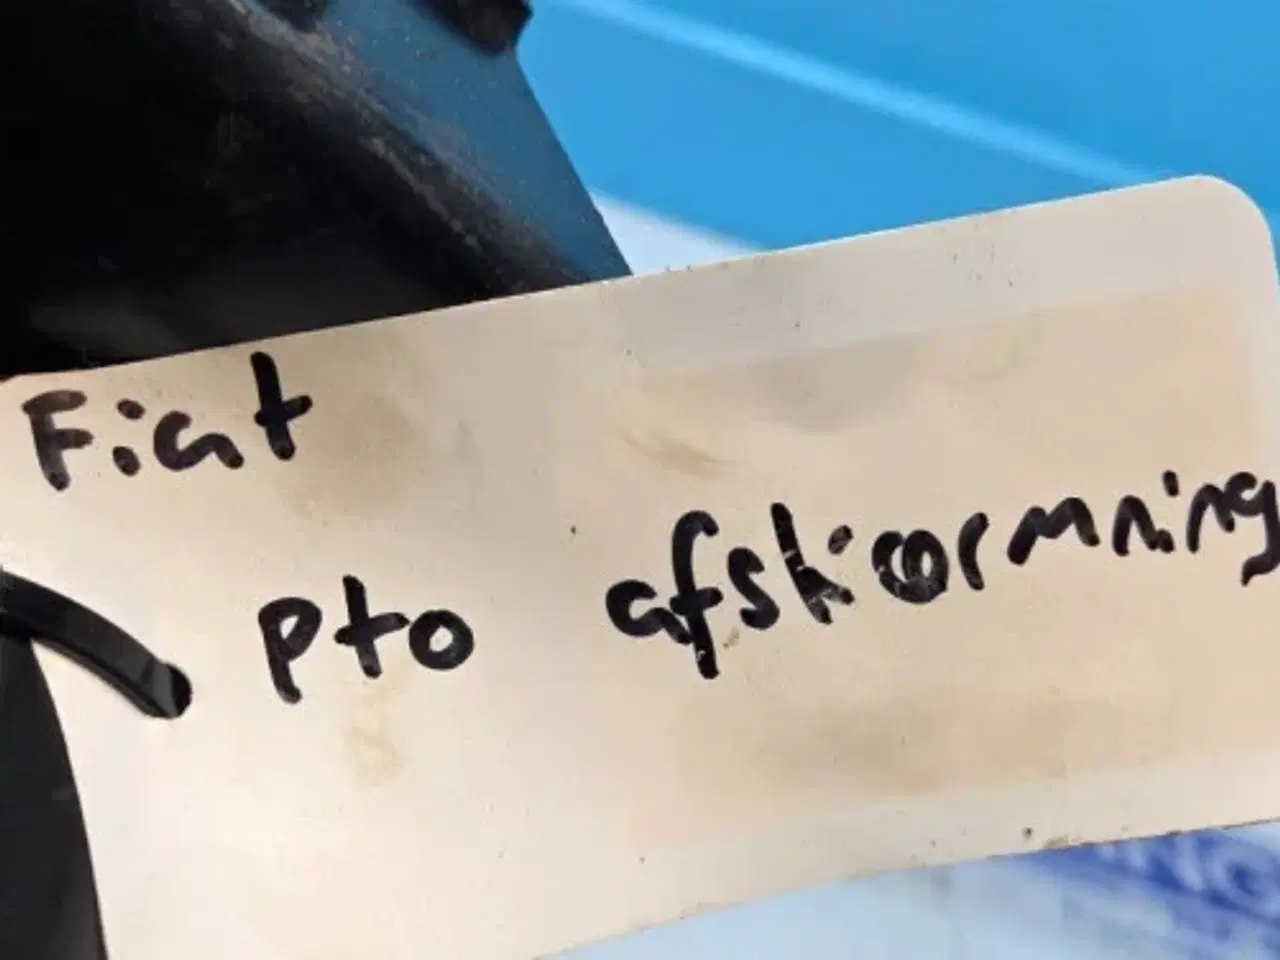 Fiat
pto afskærmning